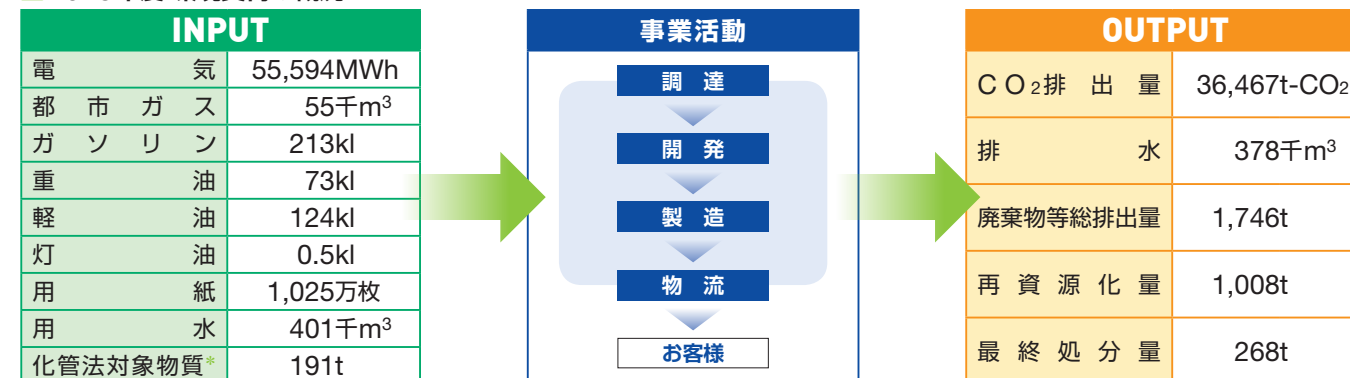 INPUT
電気 55,594MWh
都市ガス 55千m³
ガソリン 213kl
重油 73kl
軽油 124kl
灯油 0.5kl
用紙 1,025万枚
用水 401千m³
化管法対象物質* 191t
事業活動
調達
開発
製造
物流
お客様
OUTPUT
CO₂排出量 36,467t-CO₂
排水 378千m³
廃棄物等総排出量 1,746t
再資源化量 1,008t
最終処分量 268t